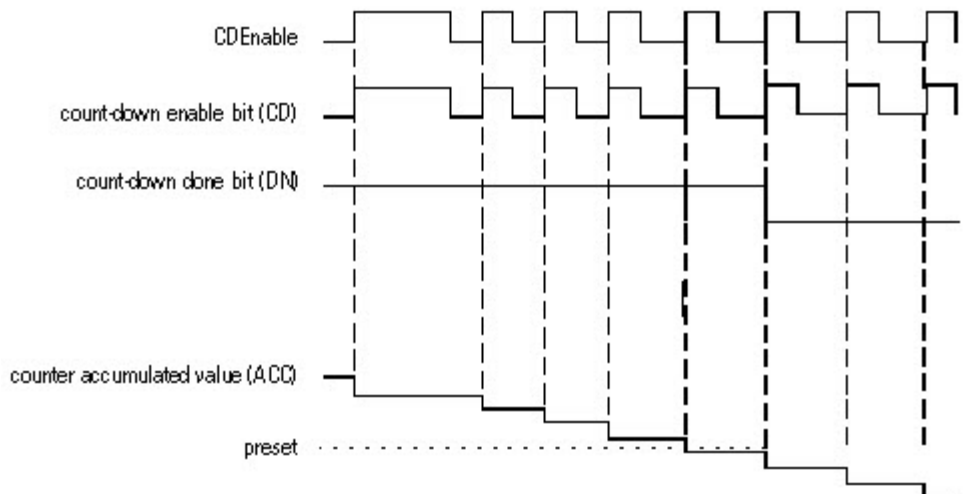 CDEnable
count-down enable bit (CD)
count-down done bit (DN)
counter accumulated value (ACC)
preset